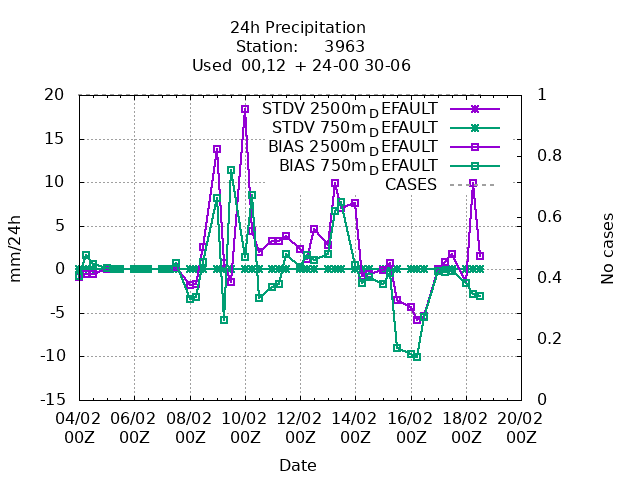 24h Precipitation
Station: 3963
Used 00,12 + 24-00 30-06
STDV 2500m_DEFAULT
STDV 750m_DEFAULT
BIAS 2500m_DEFAULT
BIAS 750m_DEFAULT
CASES
mm/24h
20
15
10
5
0
-5
-10
-15
No cases
1
0.8
0.6
0.4
0.2
0
04/02 06/02 08/02 10/02 12/02 14/02 16/02 18/02 20/02
00Z 00Z 00Z 00Z 00Z 00Z 00Z 00Z 00Z
Date